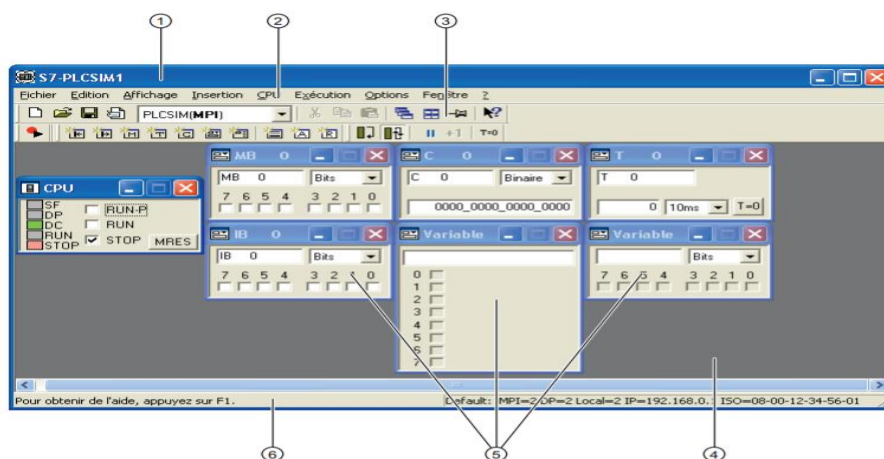 ① ② ③
S7-PLCSIM1
Fichier Edition Affichage Insertion CPU Exécution Options Fenêtre ?
PLCSIM(MPI)
+1 T=0
MB 0 C 0 T 0
MB 0 Bits C 0 Binaire T 0
7 6 5 4 3 2 1 0
0000_0000_0000_0000 0 10ms T=0
CPU
SF
DP
DC
RUN
STOP
RUN-P
RUN
STOP
MRES
IB 0 Variable Variable
IB 0 Bits Bits
7 6 5 4 3 2 1 0
0
1
2
3
4
5
6
7
7 6 5 4 3 2 1 0
Pour obtenir de l'aide, appuyez sur F1. Default: MPI=2 DP=2 Local=2 IP=192.168.0. ISO=08-00-12-34-56-01
⑥ ⑤ ④